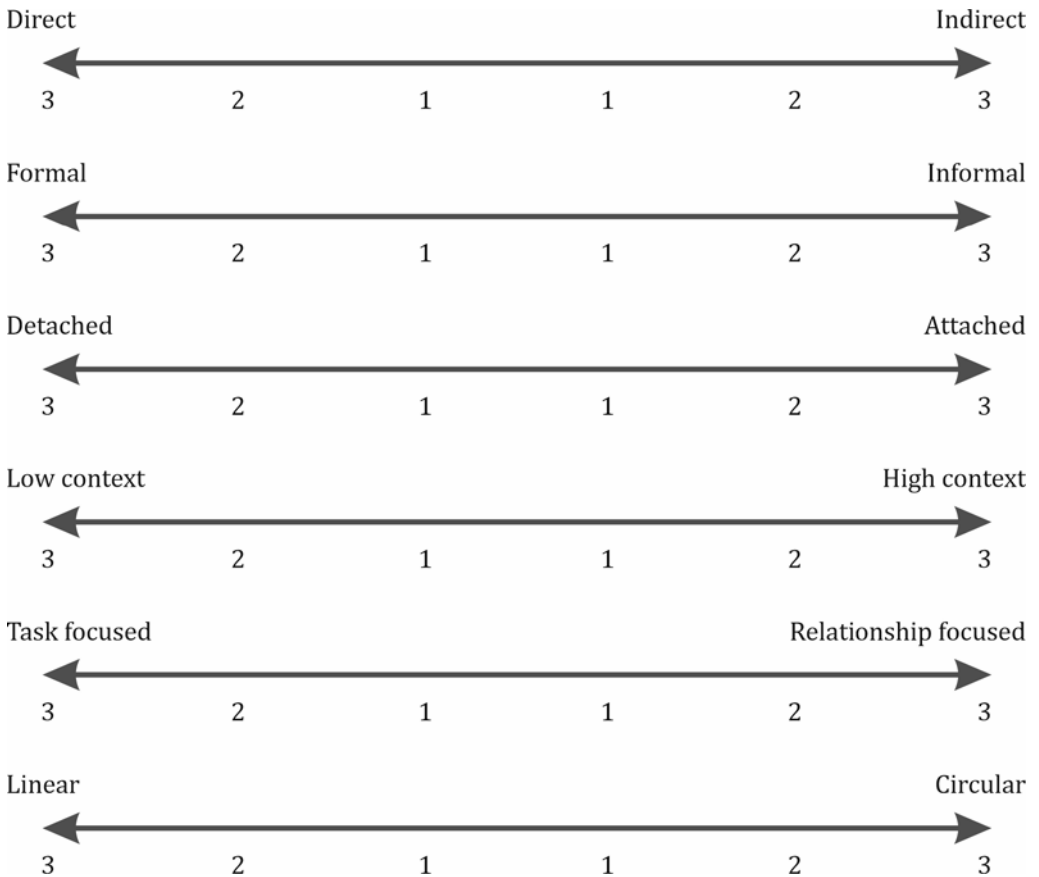 Direct Indirect
3 2 1 1 2 3
Formal Informal
3 2 1 1 2 3
Detached Attached
3 2 1 1 2 3
Low context High context
3 2 1 1 2 3
Task focused Relationship focused
3 2 1 1 2 3
Linear Circular
3 2 1 1 2 3